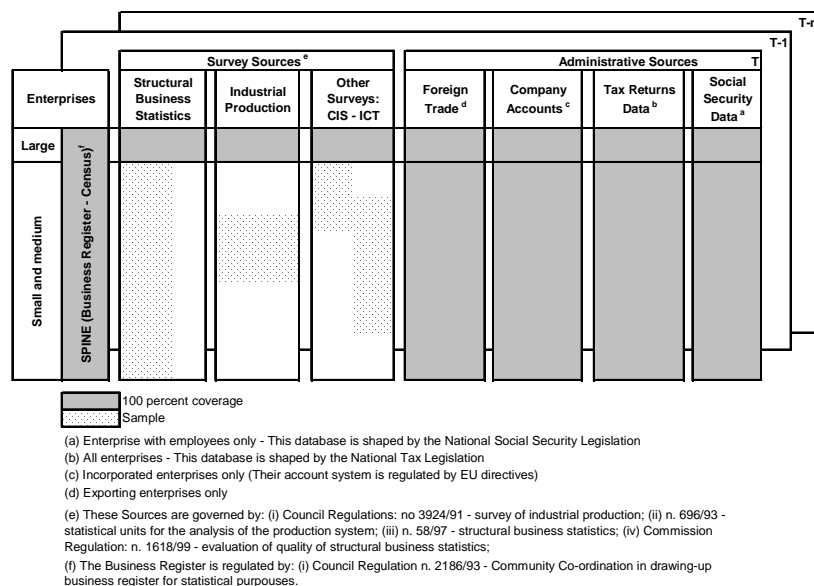 T-n
T-1
Survey Sources e
Administrative Sources T
Enterprises
Structural
Business
Statistics
Industrial
Production
Other
Surveys:
CIS - ICT
Foreign
Trade d
Company
Accounts c
Tax Returns
Data b
Social
Security
Data a
Large
Small and medium
SPINE (Business Register - Census)f
100 percent coverage
Sample
(a) Enterprise with employees only - This database is shaped by the National Social Security Legislation
(b) All enterprises - This database is shaped by the National Tax Legislation
(c) Incorporated enterprises only (Their account system is regulated by EU directives)
(d) Exporting enterprises only
(e) These Sources are governed by: (i) Council Regulations: no 3924/91 - survey of industrial production; (ii) n. 696/93 -
statistical units for the analysis of the production system; (iii) n. 58/97 - structural business statistics; (iv) Commission
Regulation: n. 1618/99 - evaluation of quality of structural business statistics;
(f) The Business Register is regulated by: (i) Council Regulation n. 2186/93 - Community Co-ordination in drawing-up
business register for statistical purpouses.